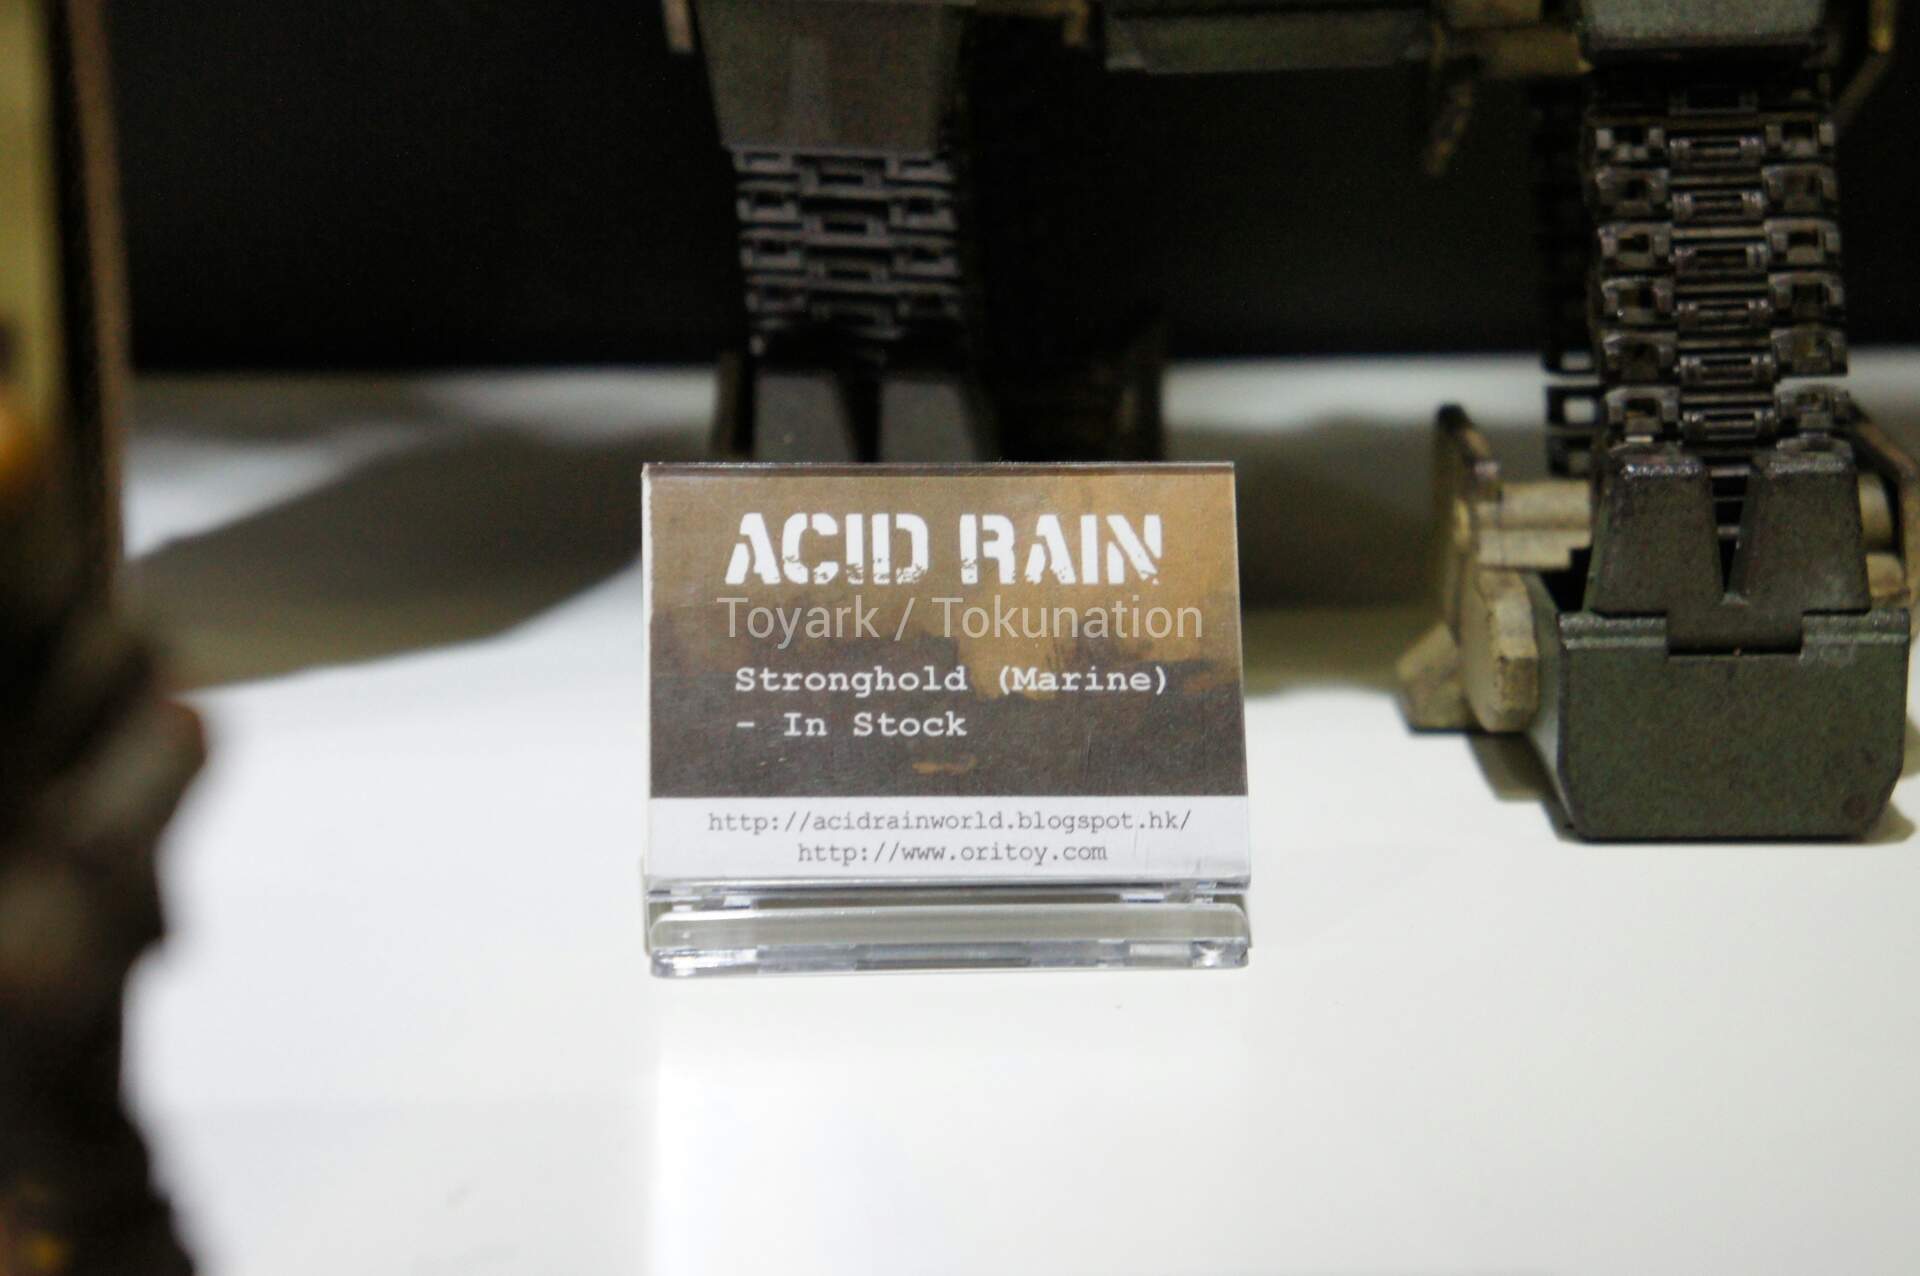 ACID RAIN
Toyark / Tokunation
Stronghold (Marine)
- In Stock
http://acidrainworld.blogspot.hk/
http://www.oritoy.com